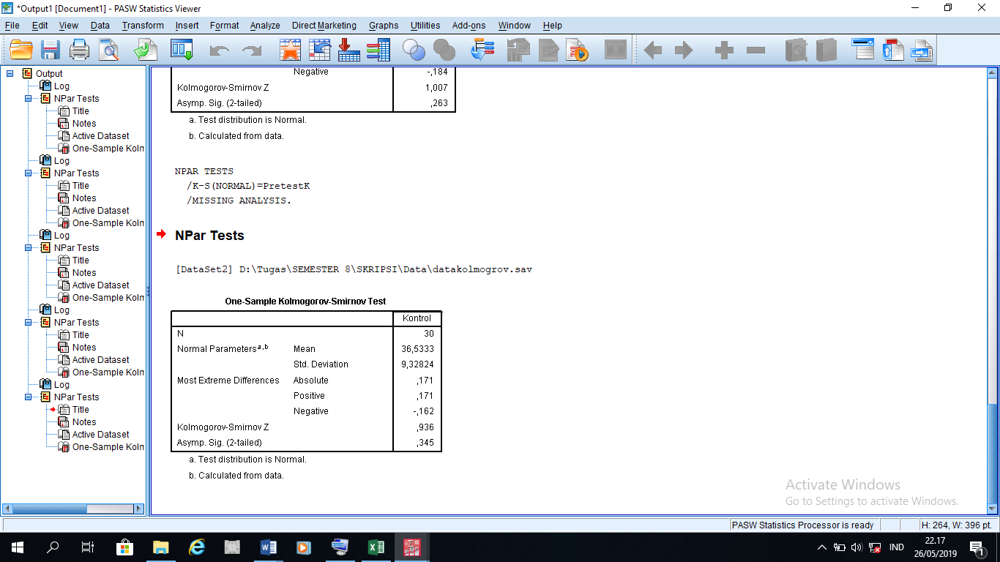 *Output1 [Document1] - PASW Statistics Viewer
File Edit View Data Transform Insert Format Analyze Direct Marketing Graphs Utilities Add-ons Window Help
Output
Log
NPar Tests
Title
Notes
Active Dataset
One-Sample Kolm
Log
NPar Tests
Title
Notes
Active Dataset
One-Sample Kolm
Log
NPar Tests
Title
Notes
Active Dataset
One-Sample Kolm
Log
NPar Tests
Title
Notes
Active Dataset
One-Sample Kolm
Log
NPar Tests
Title
Notes
Active Dataset
One-Sample Kolm
Negative -,184
Kolmogorov-Smirnov Z 1,007
Asymp. Sig. (2-tailed) ,263
a. Test distribution is Normal.
b. Calculated from data.
NPAR TESTS
/K-S(NORMAL)=PretestK
/MISSING ANALYSIS.
NPar Tests
[DataSet2] D:\Tugas\SEMESTER 8\SKRIPSI\Data\datakolmogrov.sav
One-Sample Kolmogorov-Smirnov Test
Kontrol
N 30
Normal Parameters a,b Mean 36,5333
Std. Deviation 9,32824
Most Extreme Differences Absolute ,171
Positive ,171
Negative -,162
Kolmogorov-Smirnov Z ,936
Asymp. Sig. (2-tailed) ,345
a. Test distribution is Normal.
b. Calculated from data.
Activate Windows
Go to Settings to activate Windows.
PASW Statistics Processor is ready H: 264, W: 396 pt.
IND 22.17
26/05/2019
1